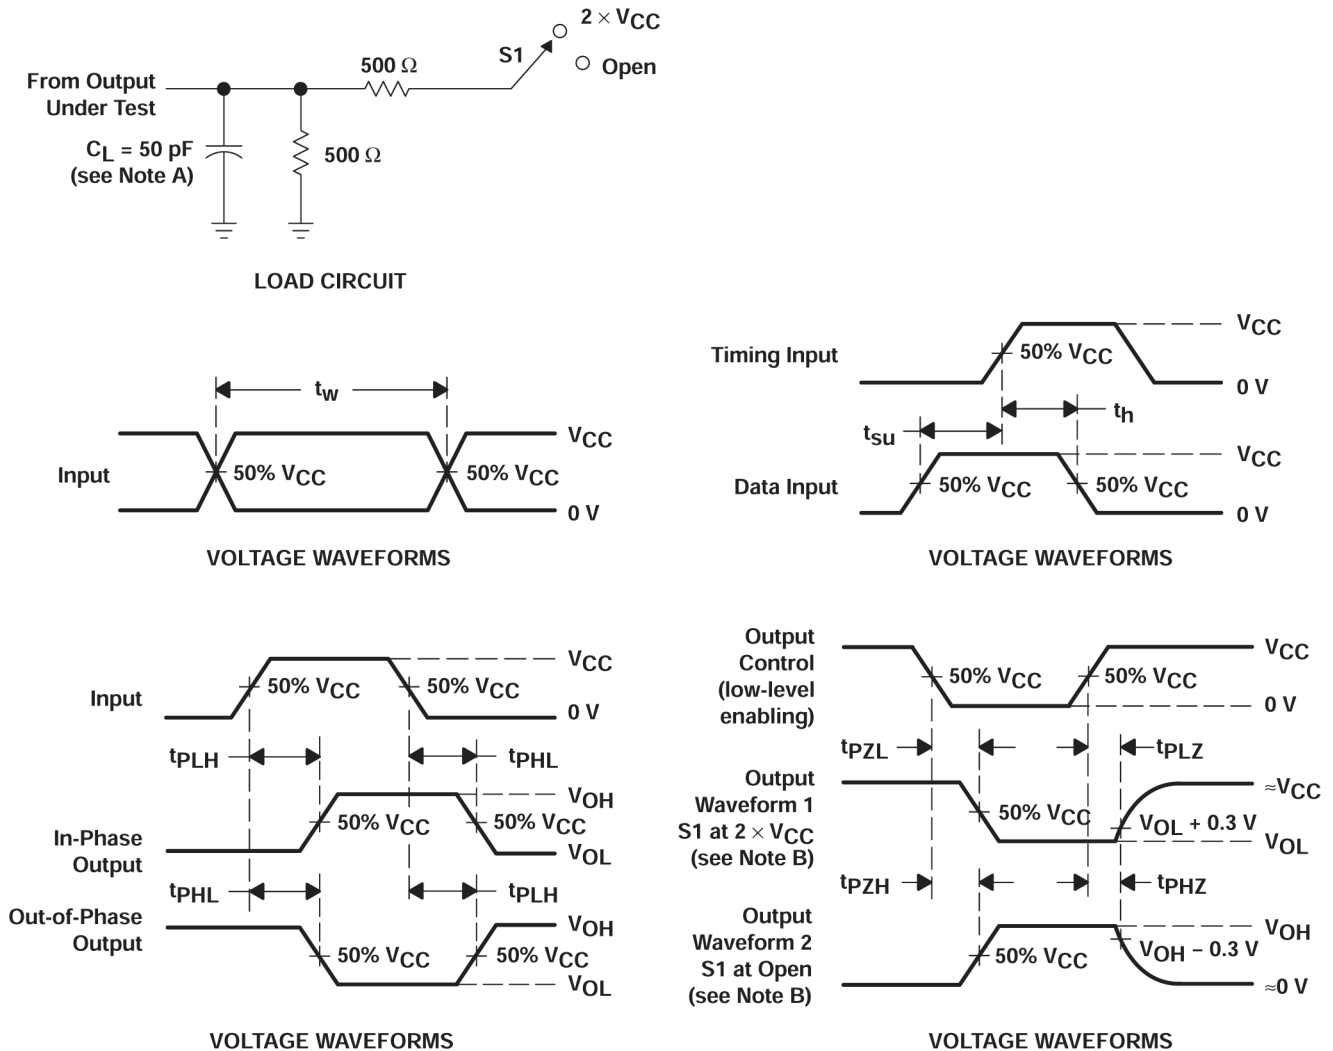 2 × VCC
S1
Open
500 Ω
From Output
Under Test
CL = 50 pF
(see Note A)
500 Ω
LOAD CIRCUIT
tw
Input
50% VCC
50% VCC
VCC
0 V
VOLTAGE WAVEFORMS
Timing Input
50% VCC
VCC
0 V
th
tsu
Data Input
50% VCC
50% VCC
VCC
0 V
VOLTAGE WAVEFORMS
Input
50% VCC
50% VCC
VCC
0 V
tPLH
tPHL
In-Phase
Output
50% VCC
50% VCC
VOH
VOL
tPHL
tPLH
Out-of-Phase
Output
50% VCC
50% VCC
VOH
VOL
VOLTAGE WAVEFORMS
Output
Control
(low-level
enabling)
50% VCC
50% VCC
VCC
0 V
tPZL
tPLZ
Output
Waveform 1
S1 at 2 × VCC
(see Note B)
50% VCC
VOL + 0.3 V
≈VCC
VOL
tPZH
tPHZ
Output
Waveform 2
S1 at Open
(see Note B)
50% VCC
VOH − 0.3 V
VOH
≈0 V
VOLTAGE WAVEFORMS